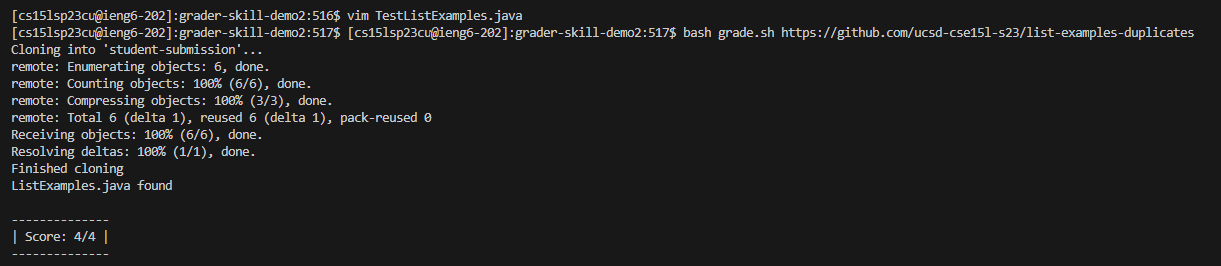 [cs15lsp23cu@ieng6-202]:grader-skill-demo2:516$ vim TestListExamples.java
[cs15lsp23cu@ieng6-202]:grader-skill-demo2:517$ [cs15lsp23cu@ieng6-202]:grader-skill-demo2:517$ bash grade.sh https://github.com/ucsd-cse15l-s23/list-examples-duplicates
Cloning into 'student-submission'...
remote: Enumerating objects: 6, done.
remote: Counting objects: 100% (6/6), done.
remote: Compressing objects: 100% (3/3), done.
remote: Total 6 (delta 1), reused 6 (delta 1), pack-reused 0
Receiving objects: 100% (6/6), done.
Resolving deltas: 100% (1/1), done.
Finished cloning
ListExamples.java found

--------------
| Score: 4/4 |
--------------